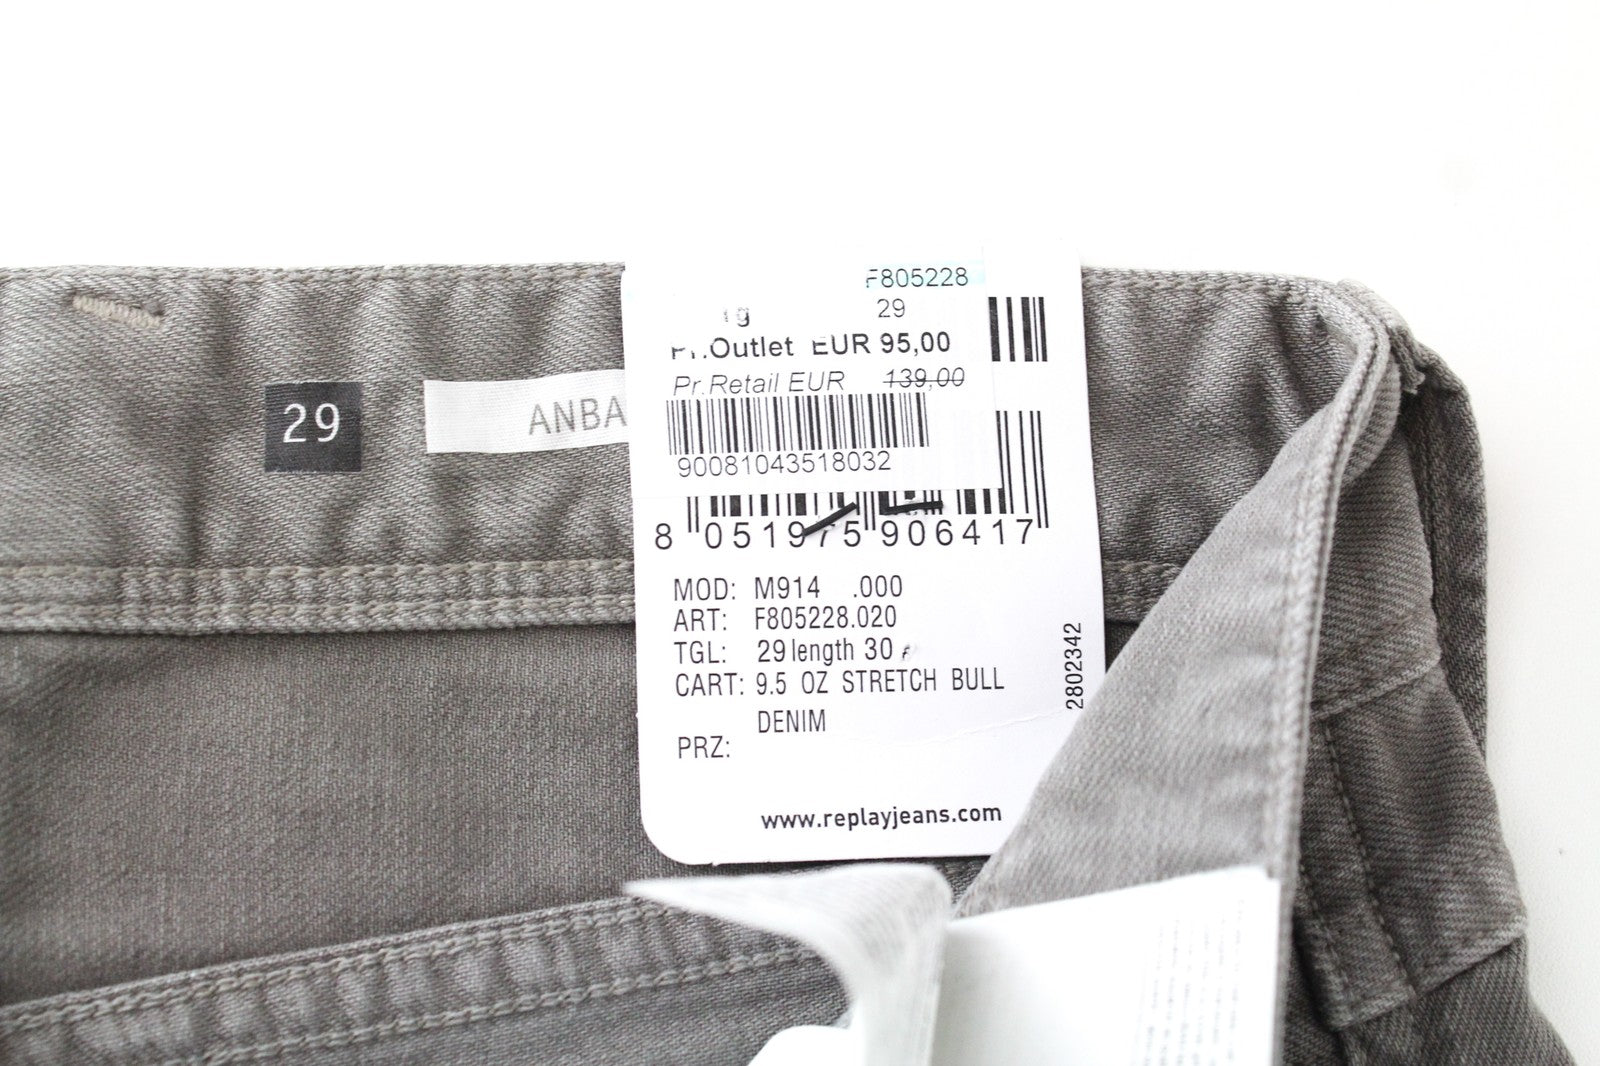 29
ANBA
F805228
29
Pr.Outlet EUR 95,00
Pr.Retail EUR 139,00
90081043518032
8 051975 906417
MOD: M914 .000
ART: F805228.020
TGL: 29 length 30
CART: 9.5 OZ STRETCH BULL
DENIM
PRZ:
2802342
www.replayjeans.com